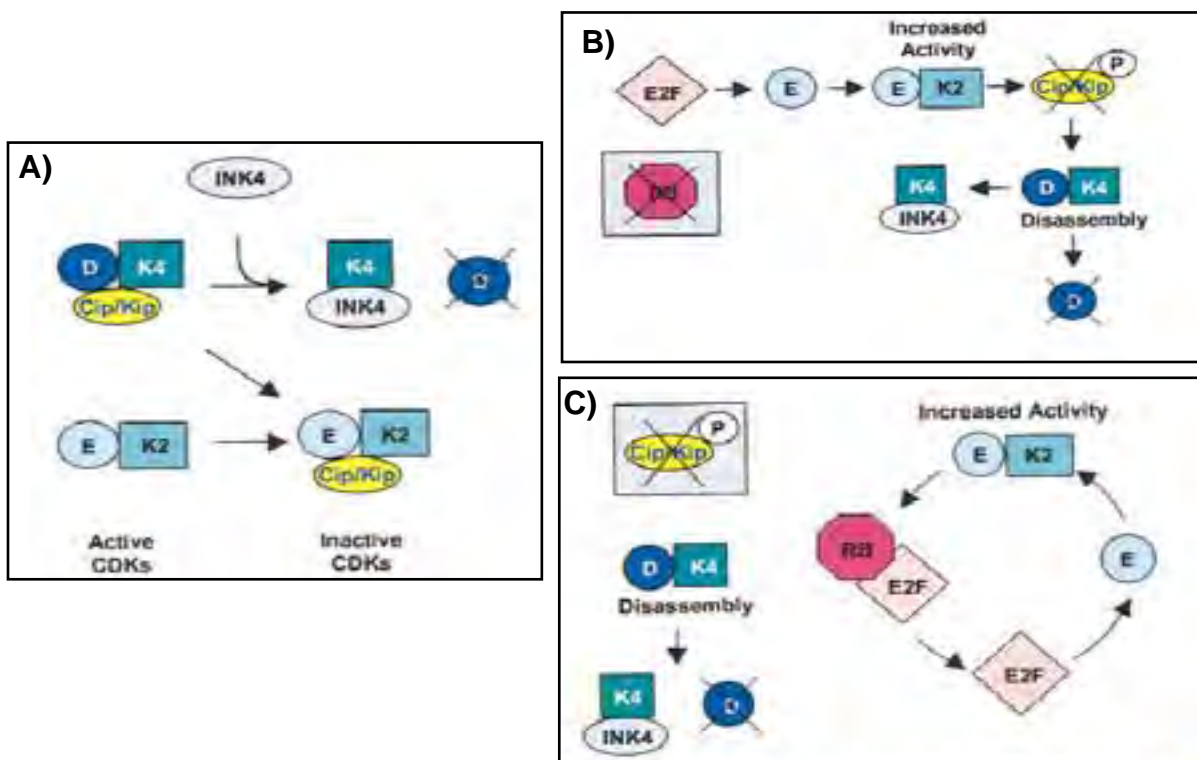 A)
INK4
D K4
Cip/Kip
K4
INK4
D
E K2
E K2
Cip/Kip
Active
CDKs
Inactive
CDKs
B)
Increased
Activity
E2F
E
E K2
P
Cip/Kip
K4
INK4
D K4
Disassembly
D
C)
P
Cip/Kip
Increased Activity
E K2
D K4
Disassembly
RB
E2F
E
E2F
K4
INK4
D